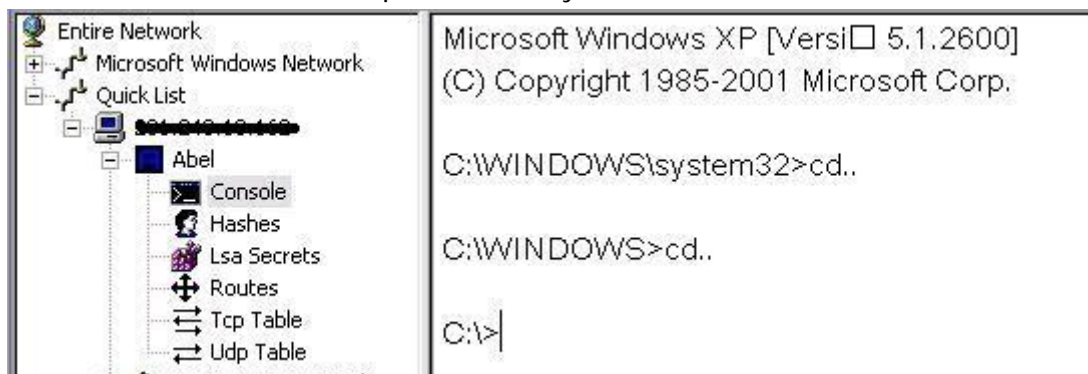 Entire Network
Microsoft Windows Network
Quick List
Abel
Console
Hashes
Lsa Secrets
Routes
Tcp Table
Udp Table
Microsoft Windows XP [Versi□ 5.1.2600]
(C) Copyright 1985-2001 Microsoft Corp.
C:\WINDOWS\system32>cd..
C:\WINDOWS>cd..
C:\>